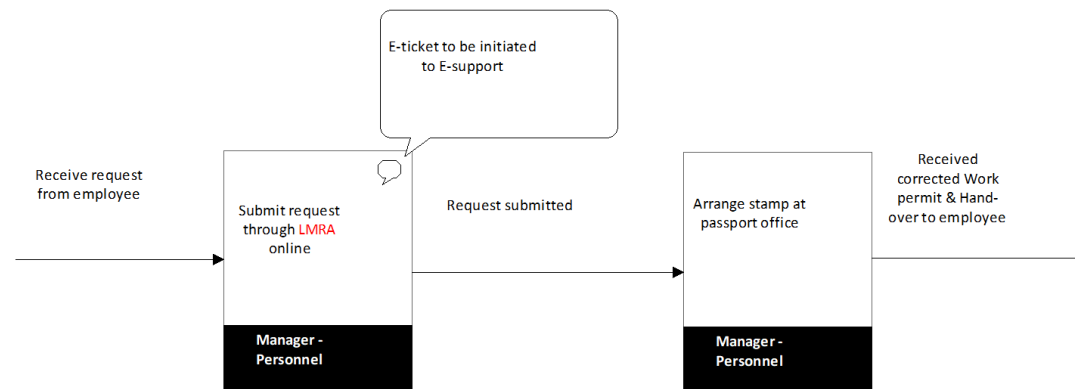 E-ticket to be initiated
to E-support
Receive request
from employee
Submit request
through LMRA
online
Manager -
Personnel
Request submitted
Arrange stamp at
passport office
Manager -
Personnel
Received
corrected Work
permit & Hand-
over to employee